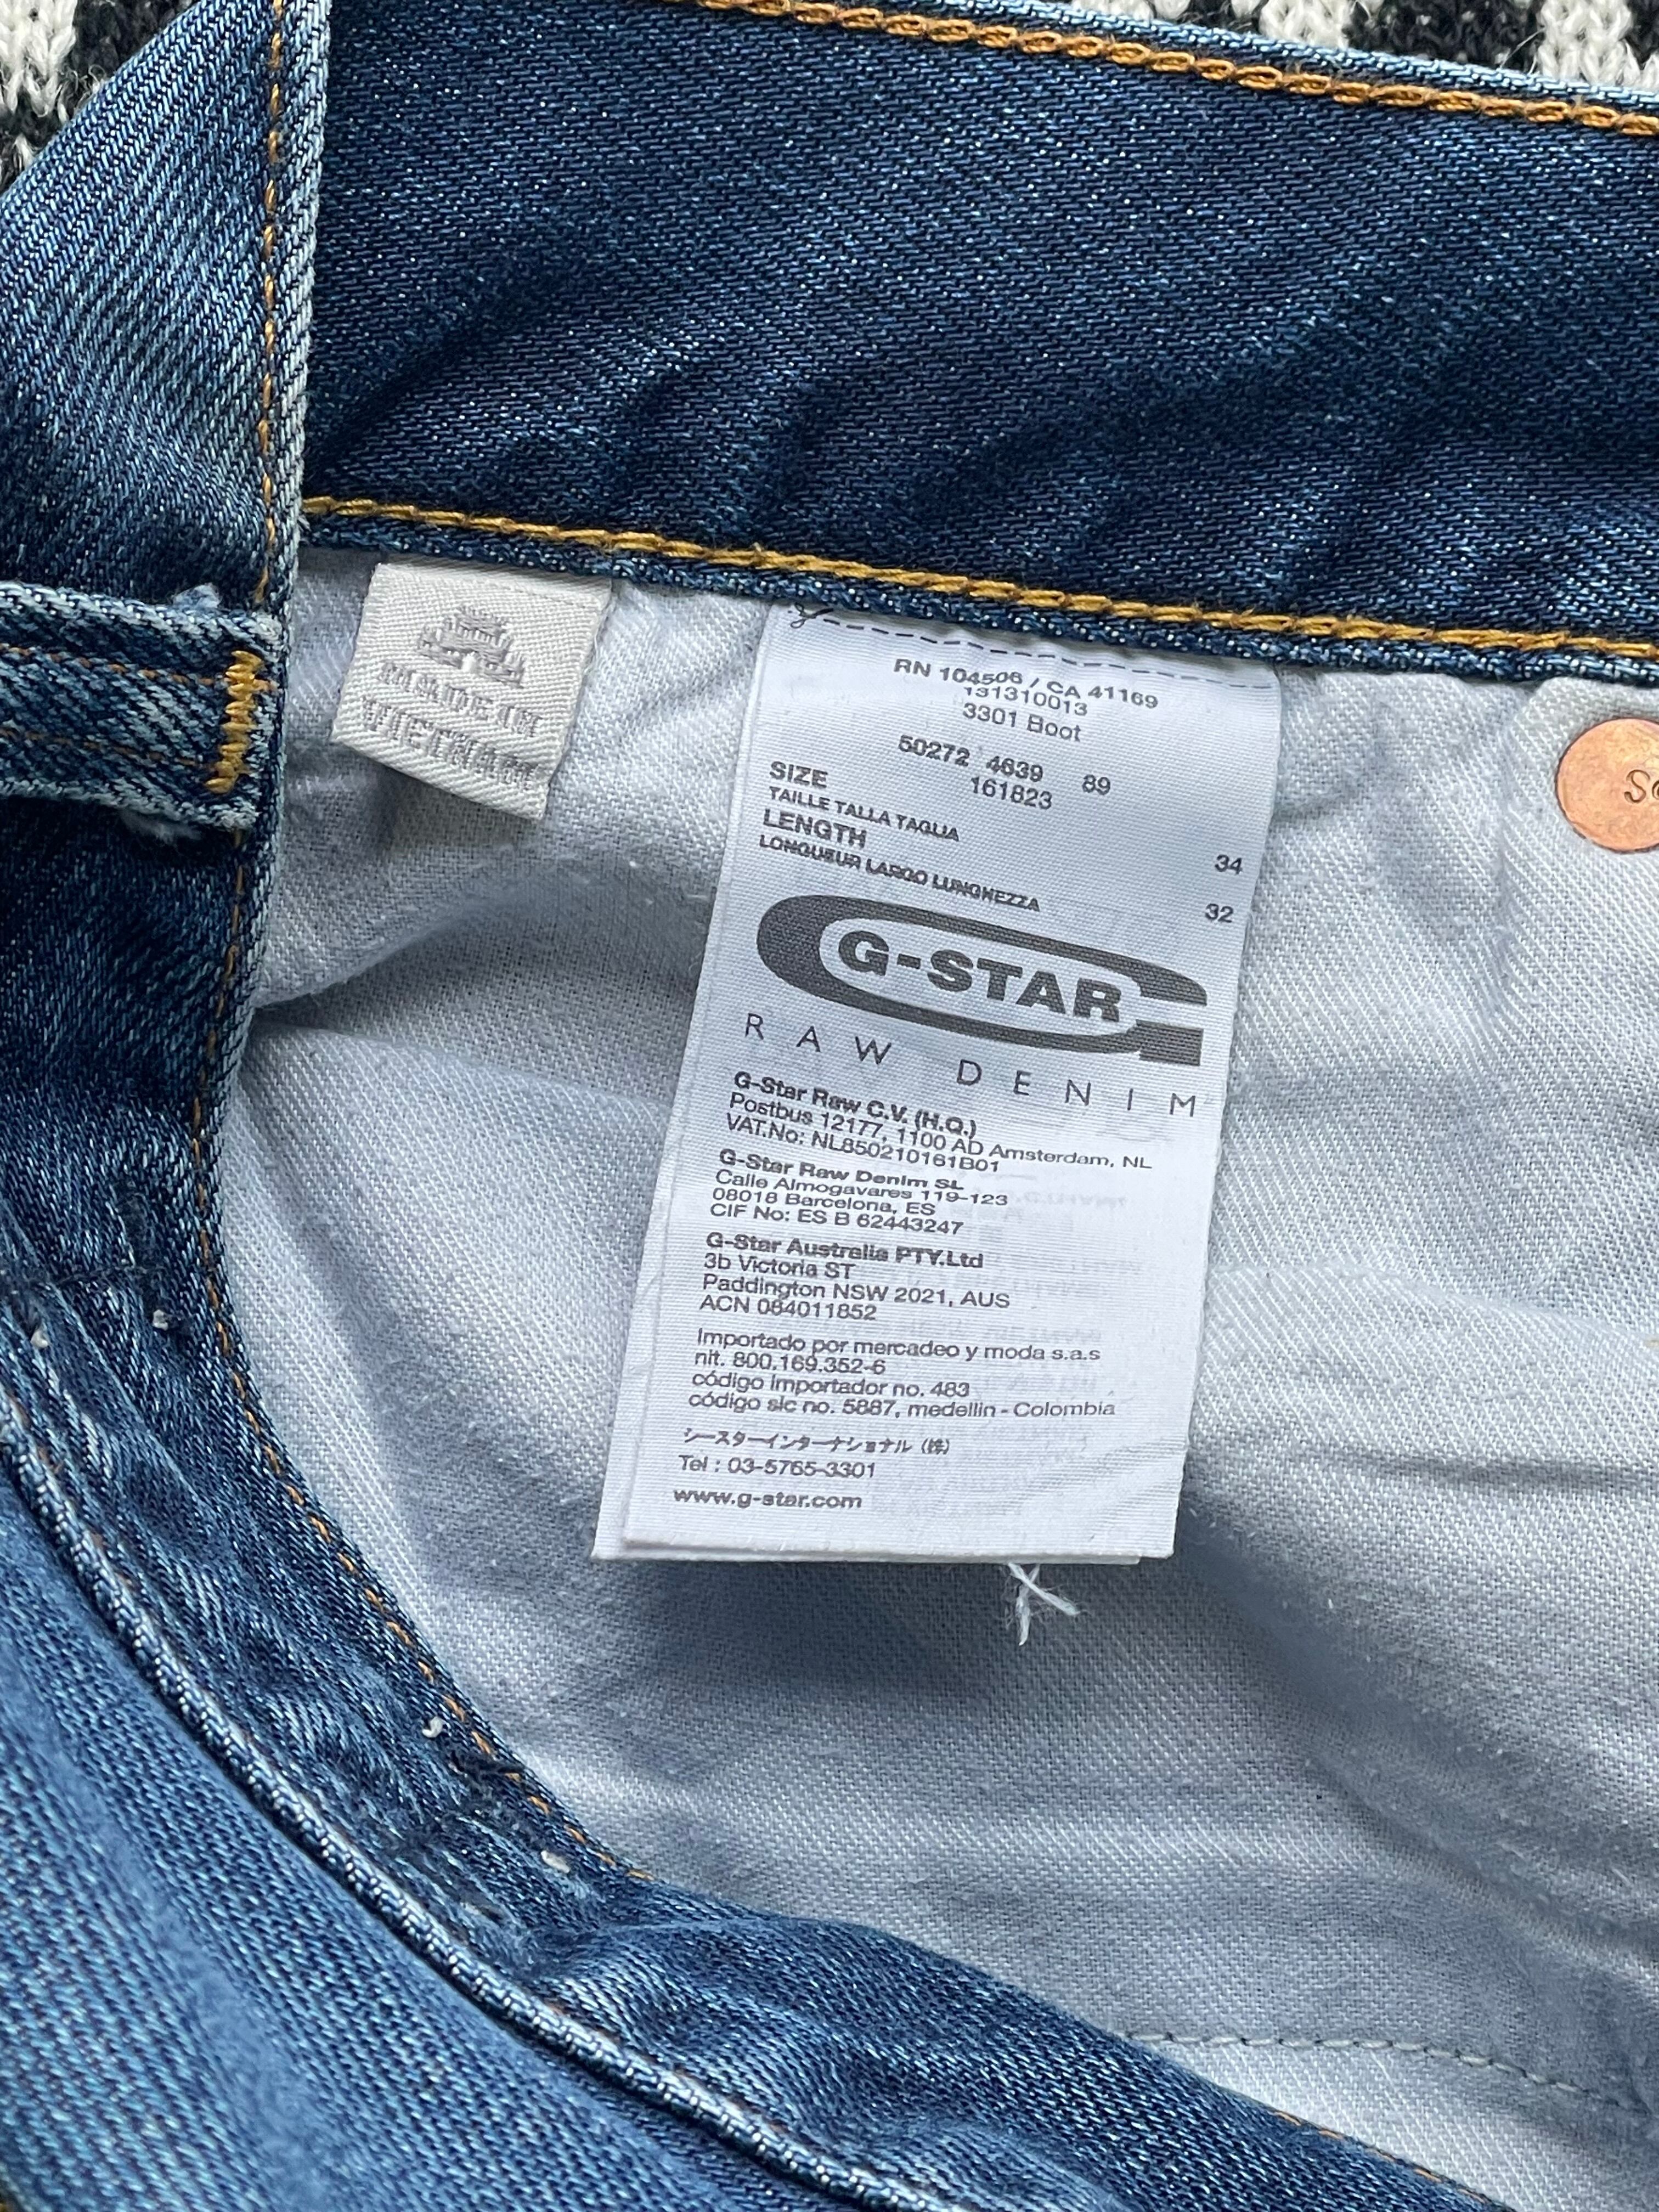 MADE IN
VIETNAM
RN 104506 / CA 41169
131310013
3301 Boot
50272 4639 89
161823
SIZE
TAILLE TALLA TAGLIA 34
LENGTH
LONGUEUR LARGO LUNGHEZZA 32
G-STAR
RAW DENIM
G-Star Raw C.V. (H.Q.)
Postbus 12177, 1100 AD Amsterdam, NL
VAT.No: NL850210161B01
G-Star Raw Denim SL
Calle Almogavares 119-123
08018 Barcelona, ES
CIF No: ES B 62443247
G-Star Australia PTY.Ltd
3b Victoria ST
Paddington NSW 2021, AUS
ACN 084011852
Importado por mercadeo y moda s.a.s
nit. 800.169.352-6
código importador no. 483
código sic no. 5887, medellin - Colombia
ジースターインターナショナル (株)
Tel : 03-5765-3301
www.g-star.com